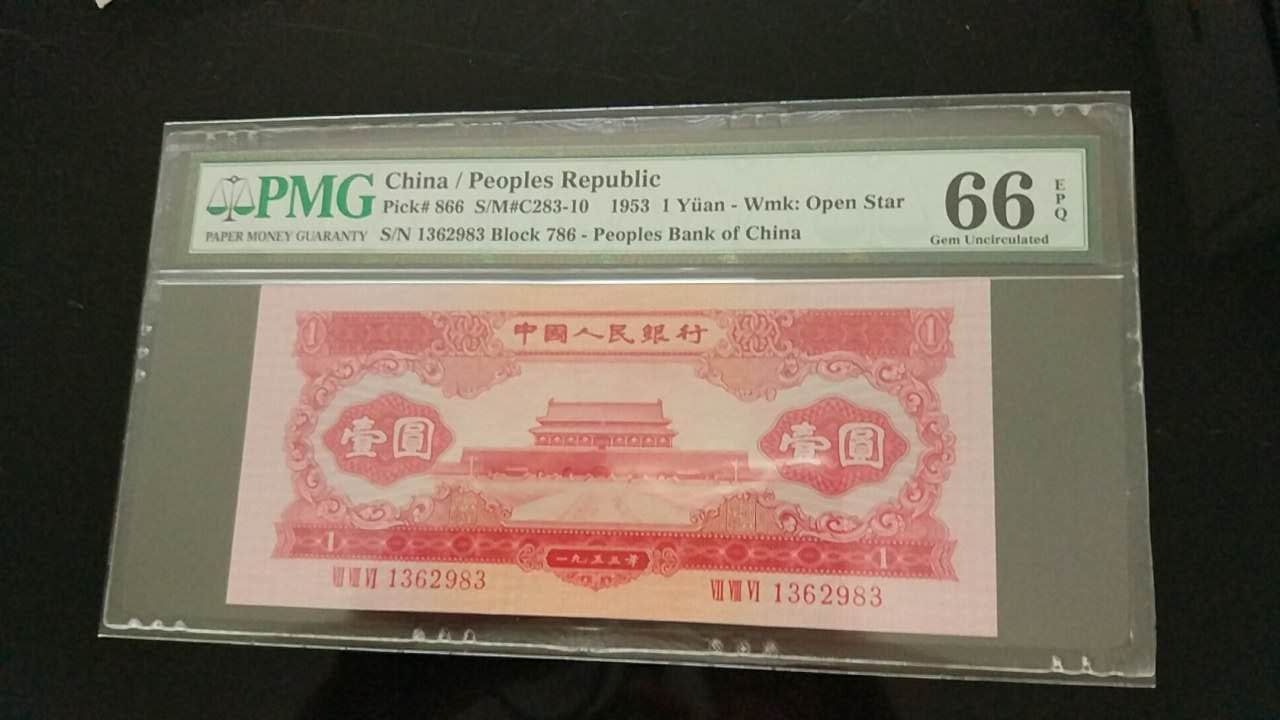 PMG
PAPER MONEY GUARANTY
China / Peoples Republic
Pick# 866 S/M#C283-10 1953 1 Yüan - Wmk: Open Star
S/N 1362983 Block 786 - Peoples Bank of China
66 EPQ
Gem Uncirculated
1 中國人民銀行 1
壹圓 壹圓
1 一九五三年 1
VII VIII VI 1362983 VII VIII VI 1362983